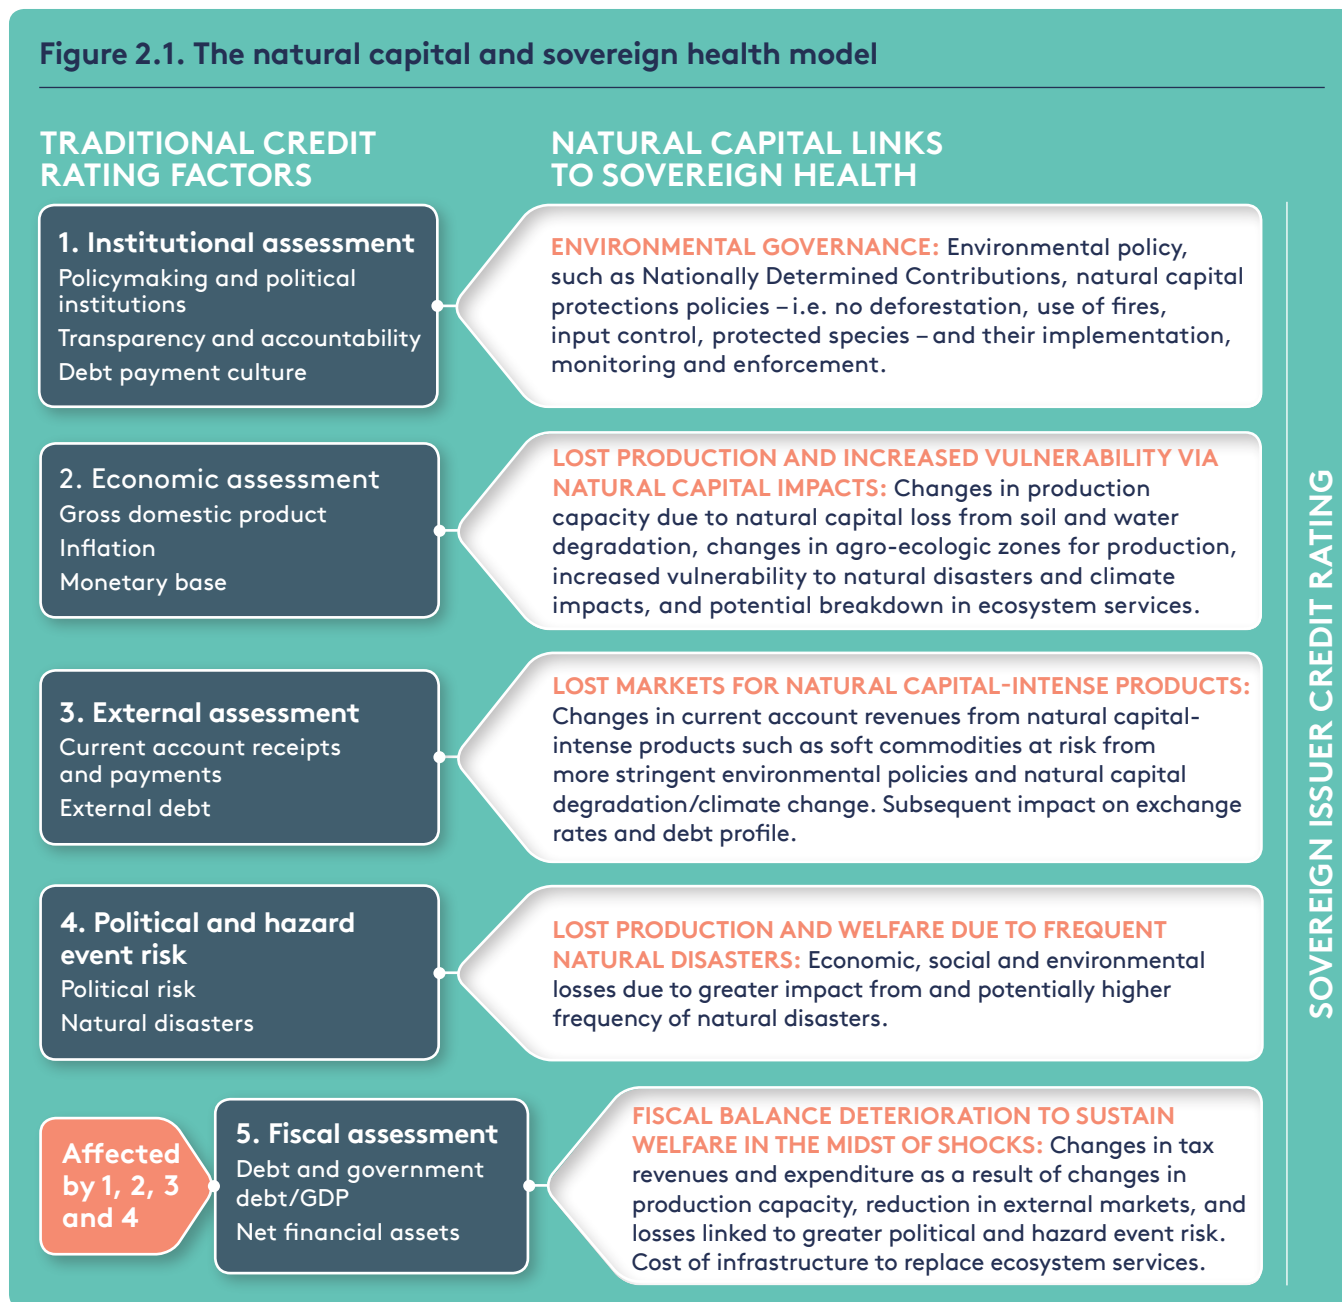 Figure 2.1. The natural capital and sovereign health model
TRADITIONAL CREDIT
RATING FACTORS
NATURAL CAPITAL LINKS
TO SOVEREIGN HEALTH
1. Institutional assessment
Policymaking and political
institutions
Transparency and accountability
Debt payment culture
ENVIRONMENTAL GOVERNANCE: Environmental policy,
such as Nationally Determined Contributions, natural capital
protections policies – i.e. no deforestation, use of fires,
input control, protected species – and their implementation,
monitoring and enforcement.
2. Economic assessment
Gross domestic product
Inflation
Monetary base
LOST PRODUCTION AND INCREASED VULNERABILITY VIA
NATURAL CAPITAL IMPACTS: Changes in production
capacity due to natural capital loss from soil and water
degradation, changes in agro-ecologic zones for production,
increased vulnerability to natural disasters and climate
impacts, and potential breakdown in ecosystem services.
3. External assessment
Current account receipts
and payments
External debt
LOST MARKETS FOR NATURAL CAPITAL-INTENSE PRODUCTS:
Changes in current account revenues from natural capital-
intense products such as soft commodities at risk from
more stringent environmental policies and natural capital
degradation/climate change. Subsequent impact on exchange
rates and debt profile.
4. Political and hazard
event risk
Political risk
Natural disasters
LOST PRODUCTION AND WELFARE DUE TO FREQUENT
NATURAL DISASTERS: Economic, social and environmental
losses due to greater impact from and potentially higher
frequency of natural disasters.
Affected
by 1, 2, 3
and 4
5. Fiscal assessment
Debt and government
debt/GDP
Net financial assets
FISCAL BALANCE DETERIORATION TO SUSTAIN
WELFARE IN THE MIDST OF SHOCKS: Changes in tax
revenues and expenditure as a result of changes in
production capacity, reduction in external markets, and
losses linked to greater political and hazard event risk.
Cost of infrastructure to replace ecosystem services.
SOVEREIGN ISSUER CREDIT RATING